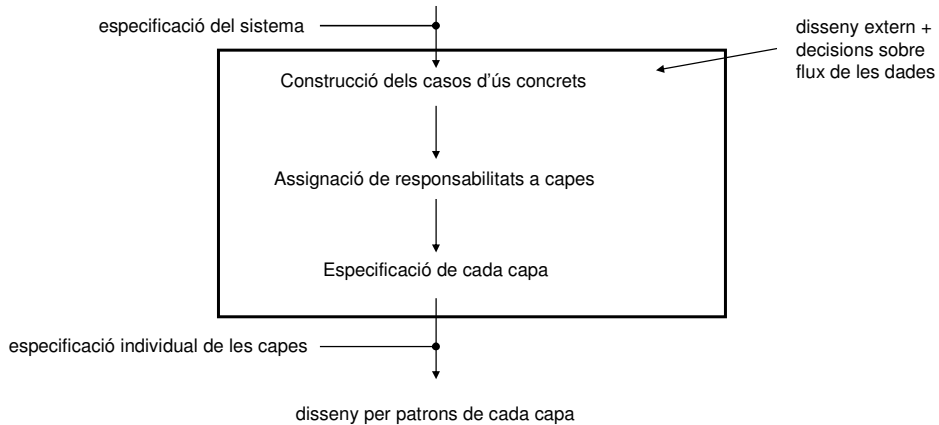 especificació del sistema
disseny extern +
decisions sobre
flux de les dades
Construcció dels casos d'ús concrets
Assignació de responsabilitats a capes
Especificació de cada capa
especificació individual de les capes
disseny per patrons de cada capa